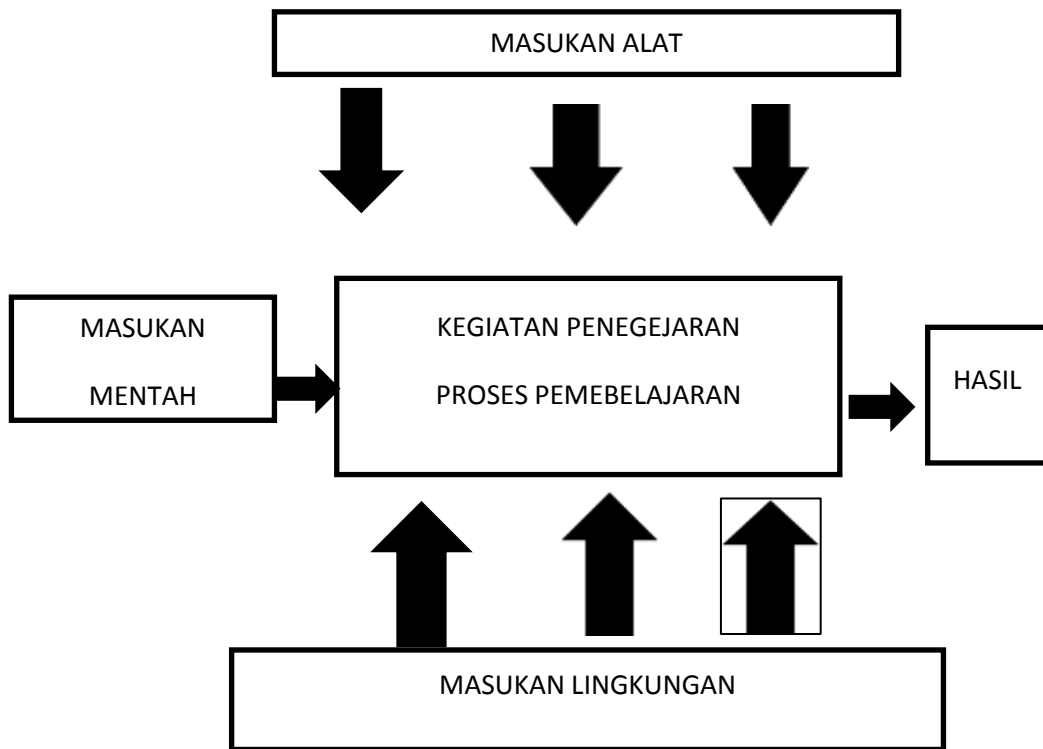 MASUKAN ALAT
MASUKAN
MENTAH
KEGIATAN PENEGEJARAN
PROSES PEMEBELAJARAN
HASIL
MASUKAN LINGKUNGAN